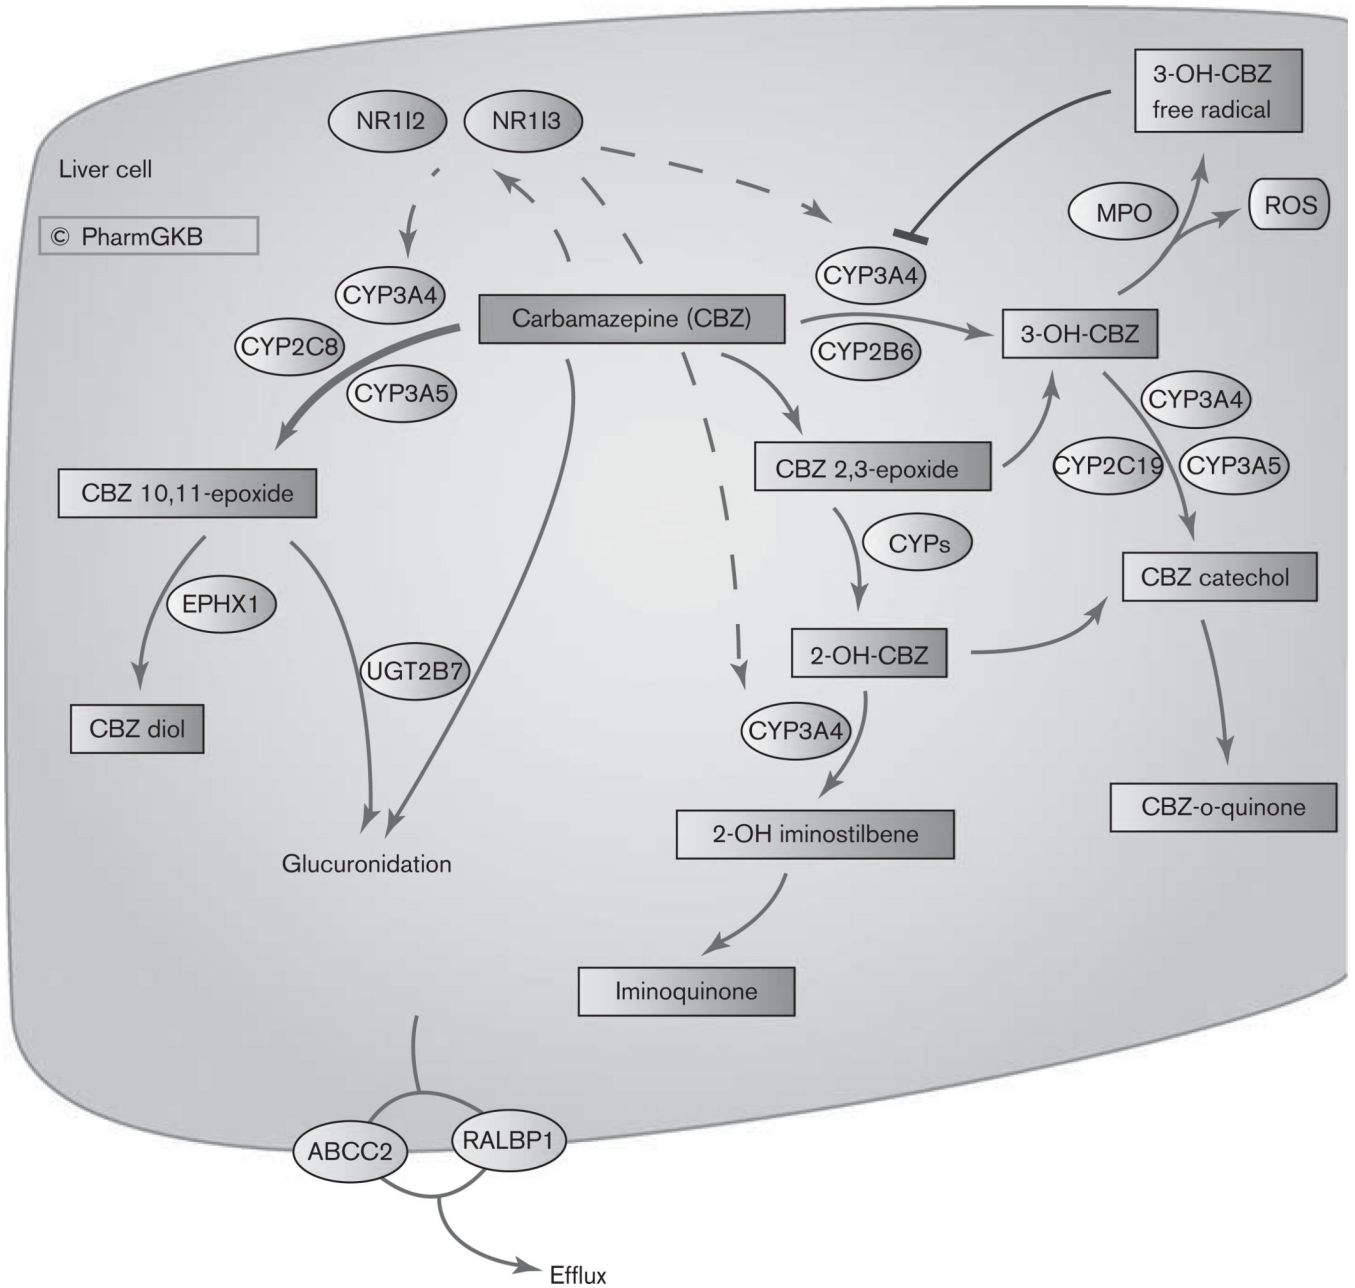 3-OH-CBZ
free radical
NR1I2
NR1I3
Liver cell
MPO
ROS
© PharmGKB
CYP3A4
CYP3A4
Carbamazepine (CBZ)
3-OH-CBZ
CYP2C8
CYP2B6
CYP3A5
CYP3A4
CBZ 2,3-epoxide
CYP2C19
CYP3A5
CBZ 10,11-epoxide
CYPs
CBZ catechol
EPHX1
2-OH-CBZ
UGT2B7
CBZ diol
CYP3A4
CBZ-o-quinone
2-OH iminostilbene
Glucuronidation
Iminoquinone
ABCC2
RALBP1
Efflux